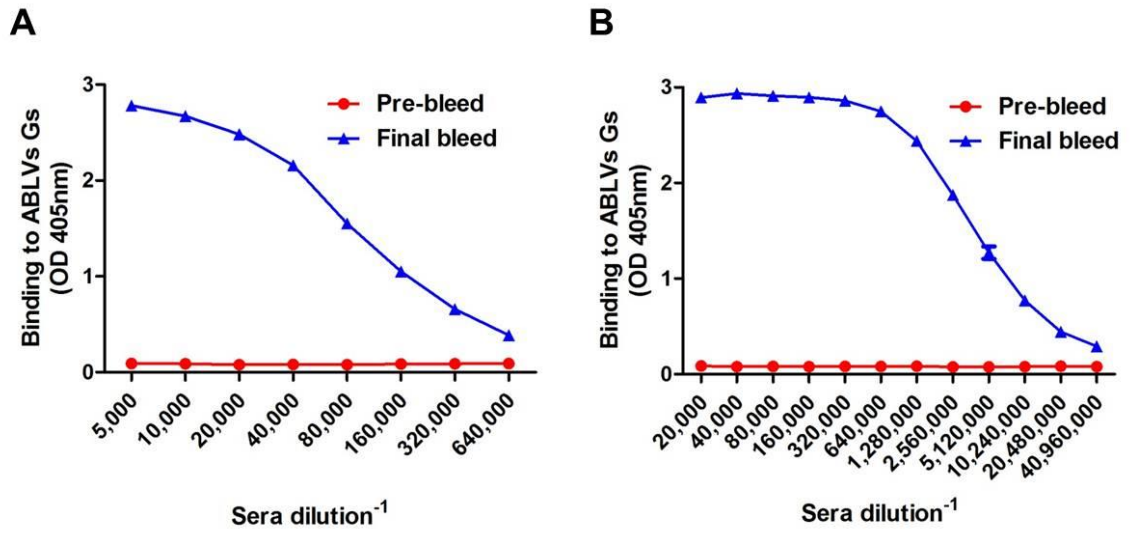 A
Binding to ABLVs Gs
(OD 405nm)
3
2
1
0
Pre-bleed
Final bleed
5,000
10,000
20,000
40,000
80,000
160,000
320,000
640,000
Sera dilution-1
B
Binding to ABLVs Gs
(OD 405nm)
3
2
1
0
Pre-bleed
Final bleed
20,000
40,000
80,000
160,000
320,000
640,000
1,280,000
2,560,000
5,120,000
10,240,000
20,480,000
40,960,000
Sera dilution-1